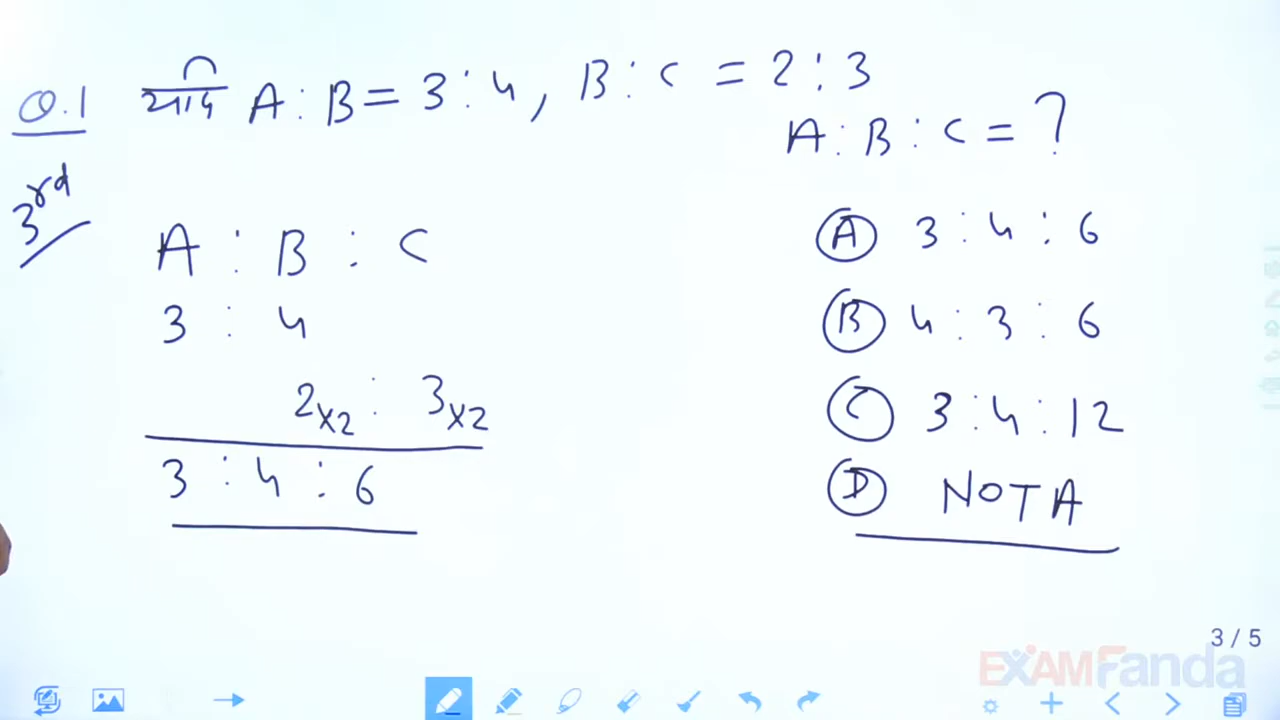 Q.1 यदि A : B = 3 : 4, B : C = 2 : 3
A : B : C = ?
3rd
A : B : C
3 : 4
2x2 : 3x2
3 : 4 : 6
(A) 3 : 4 : 6
(B) 4 : 3 : 6
(C) 3 : 4 : 12
(D) NOTA
3 / 5
EXAMFanda